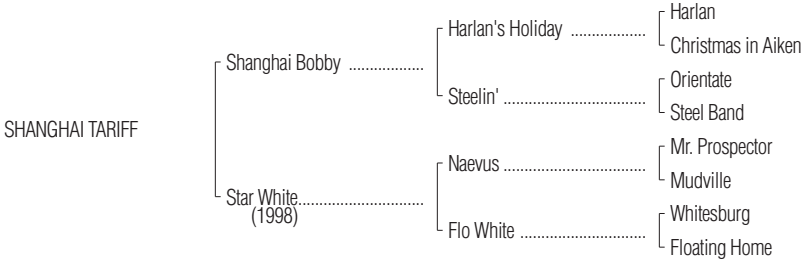 Harlan
Harlan's Holiday ..................
Christmas in Aiken
Shanghai Bobby ..................
Orientate
Steelin' ..................................
Steel Band
SHANGHAI TARIFF
Mr. Prospector
Naevus ..................................
Mudville
Star White..............................
(1998)
Whitesburg
Flo White ..............................
Floating Home